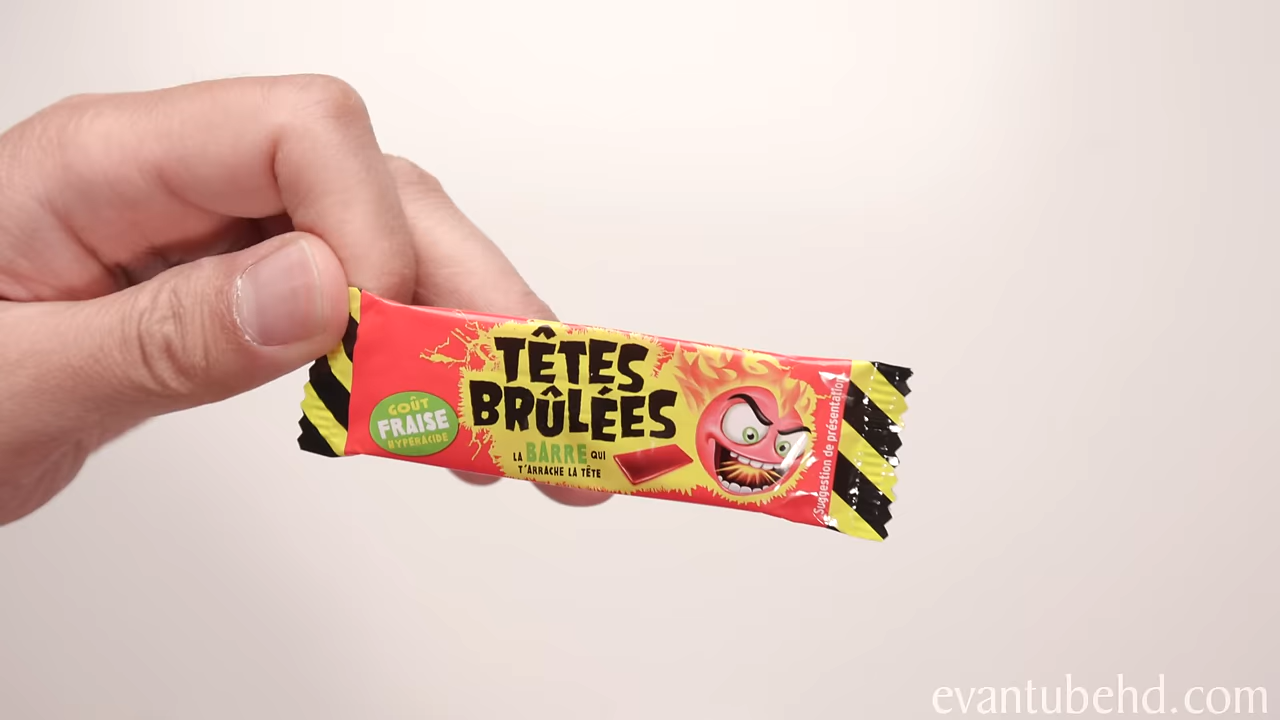 TÊTES
BRÛLÉES
LA BARRE QUI
T'ARRACHE LA TÊTE
GOÛT
FRAISE
HYPERACIDE
Suggestion de présentation
evantubehd.com